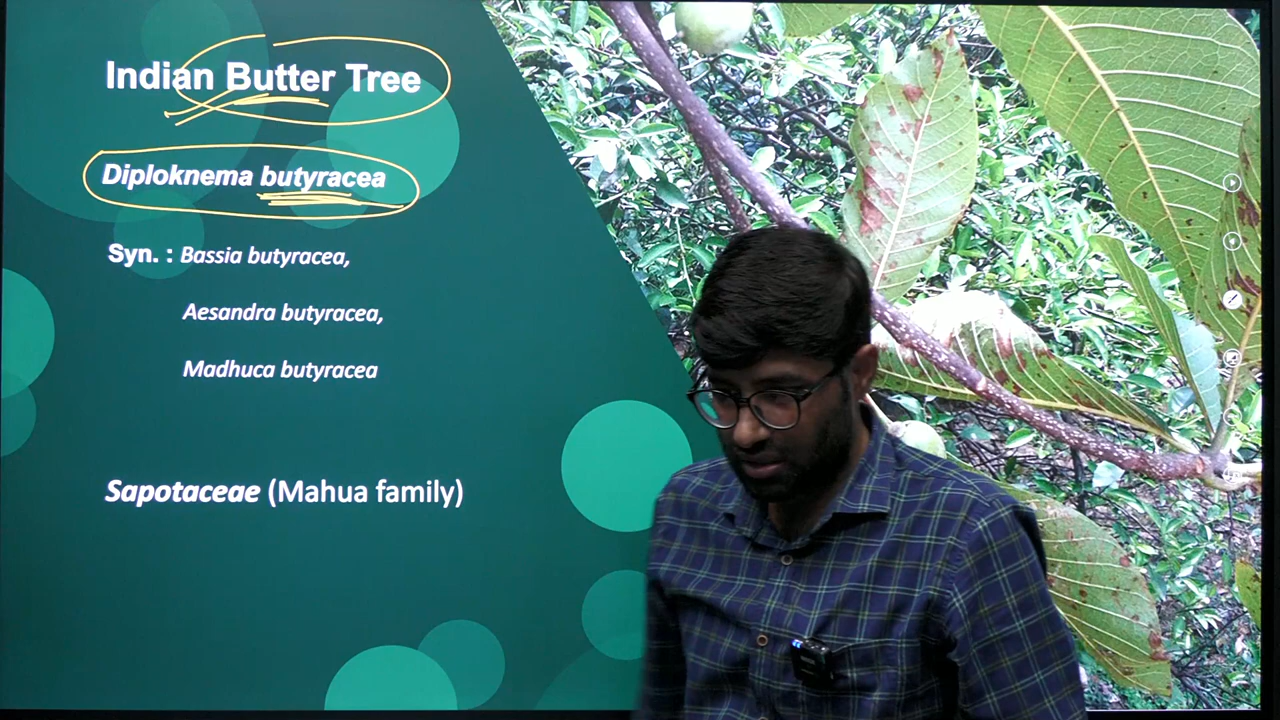 Indian Butter Tree
Diploknema butyracea
Syn. : Bassia butyracea,
Aesandra butyracea,
Madhuca butyracea
Sapotaceae (Mahua family)